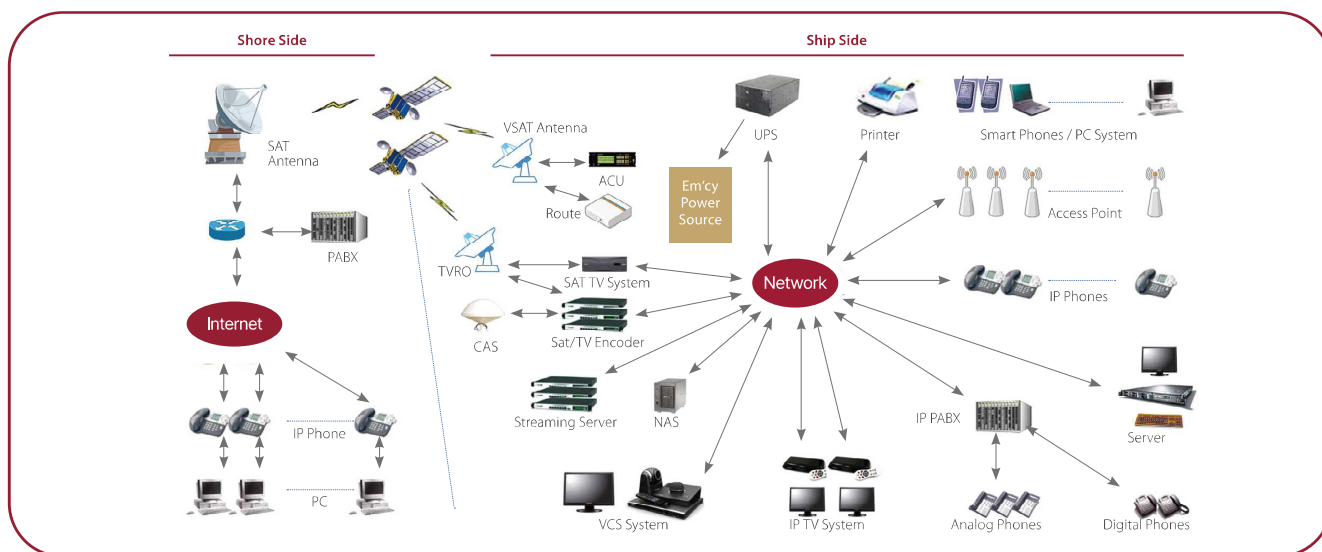 Shore Side
Ship Side
SAT
Antenna
PABX
Internet
IP Phone
PC
VSAT Antenna
ACU
Route
TVRO
SAT TV System
CAS
Sat/TV Encoder
UPS
Em'cy
Power
Source
Printer
Smart Phones / PC System
Access Point
Network
IP Phones
Streaming Server
NAS
IP PABX
Server
VCS System
IP TV System
Analog Phones
Digital Phones